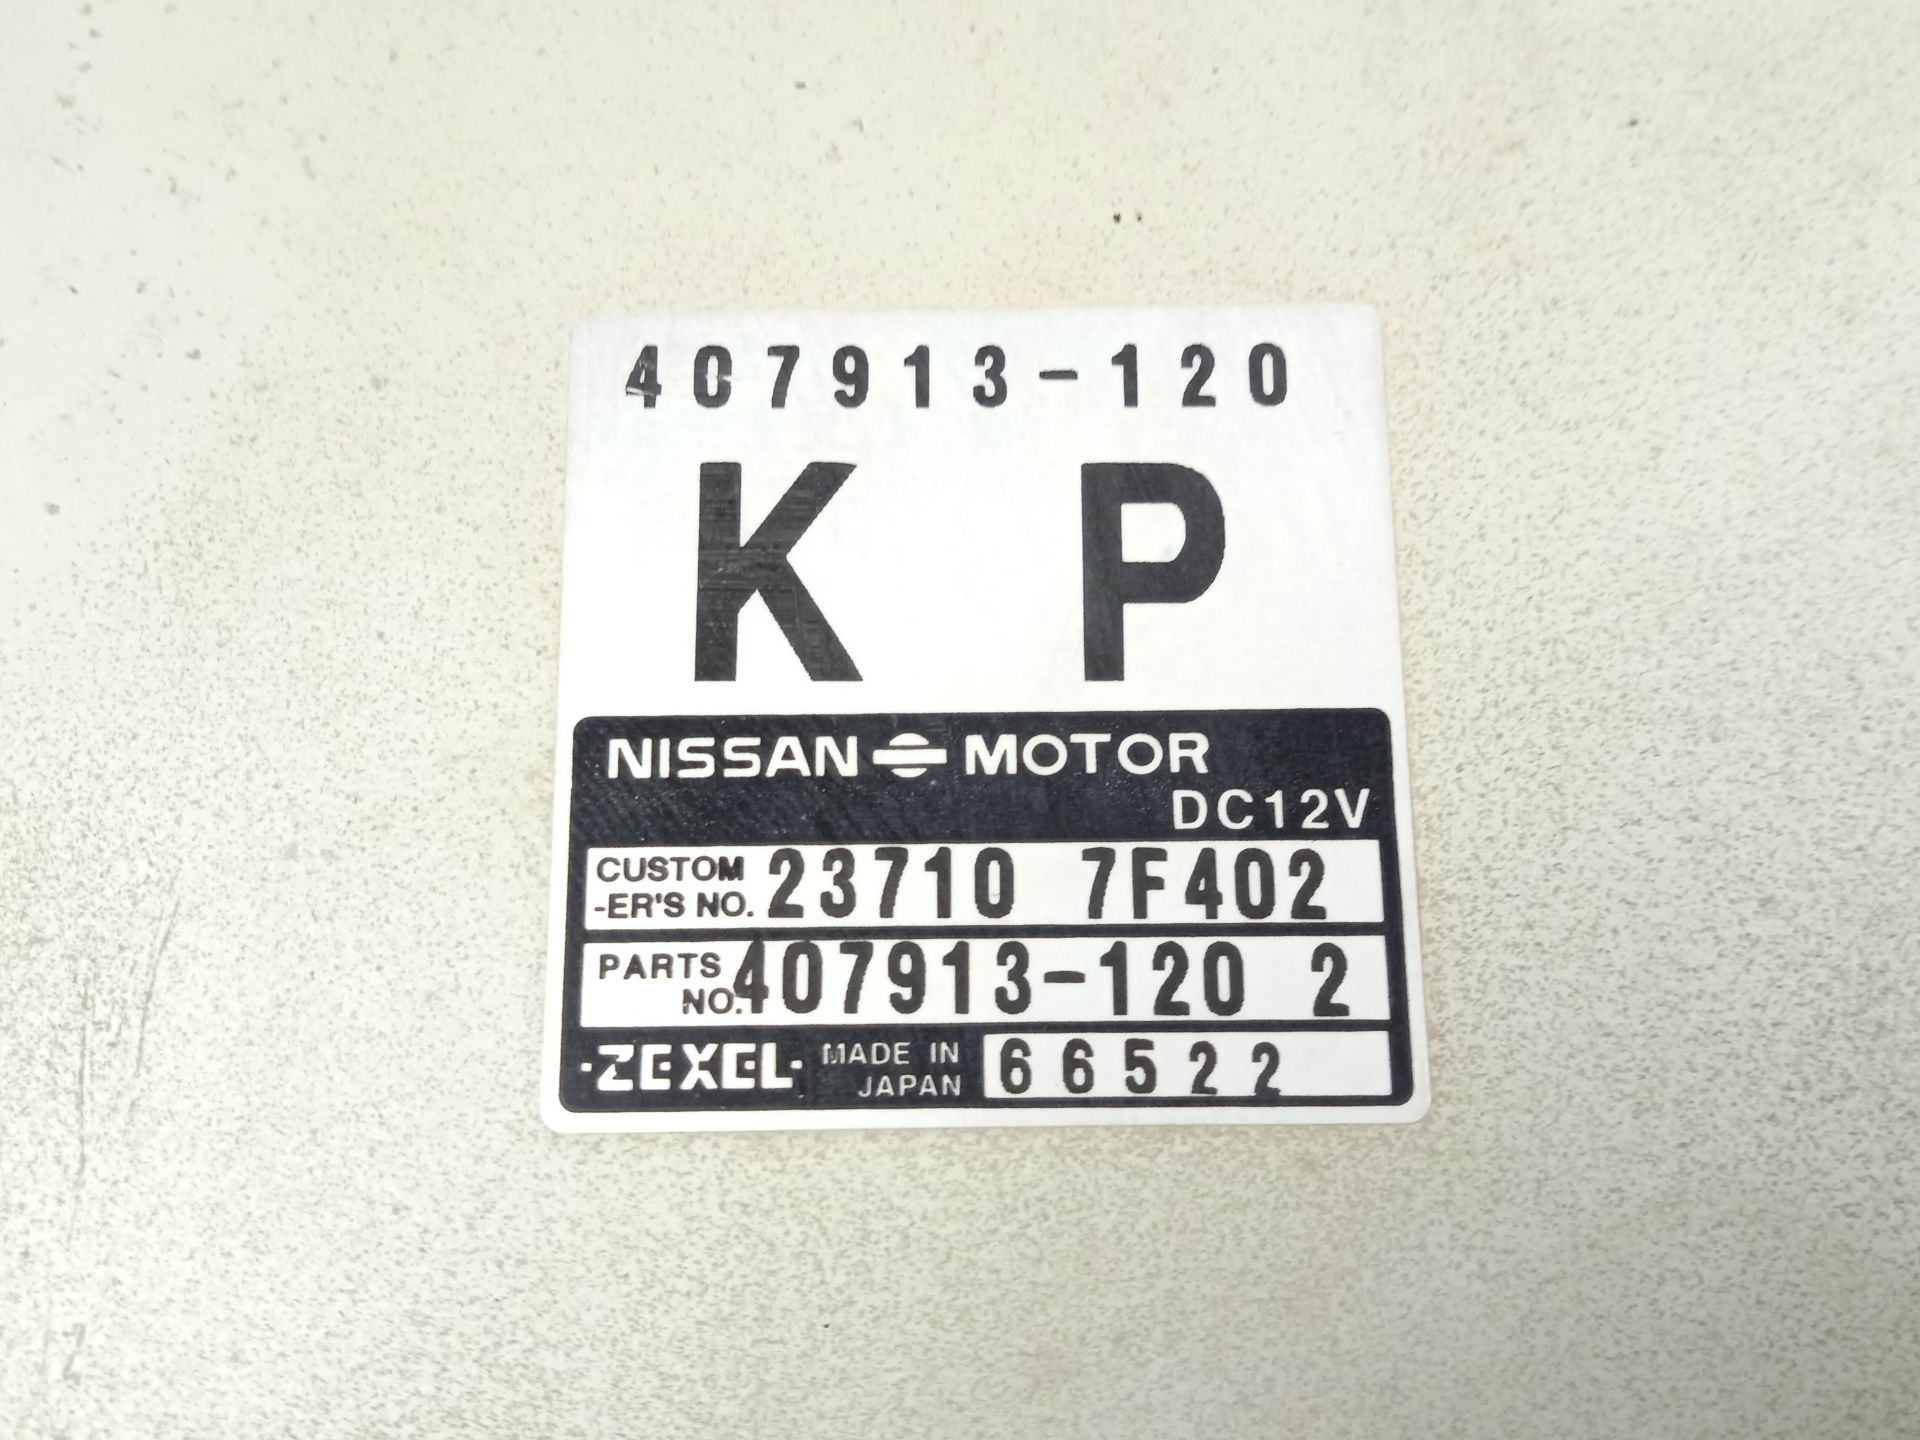 407913-120
K P
NISSAN MOTOR
DC12V
CUSTOM
-ER'S NO. 23710 7F402
PARTS
NO. 407913-120 2
·ZEXEL· MADE IN
JAPAN 66522